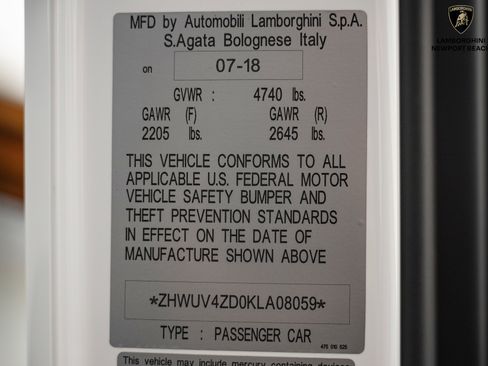 MFD by Automobili Lamborghini S.p.A.
S.Agata Bolognese Italy
on 07-18
GVWR : 4740 lbs.
GAWR (F) GAWR (R)
2205 lbs. 2645 lbs.
THIS VEHICLE CONFORMS TO ALL
APPLICABLE U.S. FEDERAL MOTOR
VEHICLE SAFETY BUMPER AND
THEFT PREVENTION STANDARDS
IN EFFECT ON THE DATE OF
MANUFACTURE SHOWN ABOVE
*ZHWUV4ZD0KLA08059*
TYPE : PASSENGER CAR
475 010 625
This vehicle may include mercury containing devices
LAMBORGHINI
NEWPORT BEACH